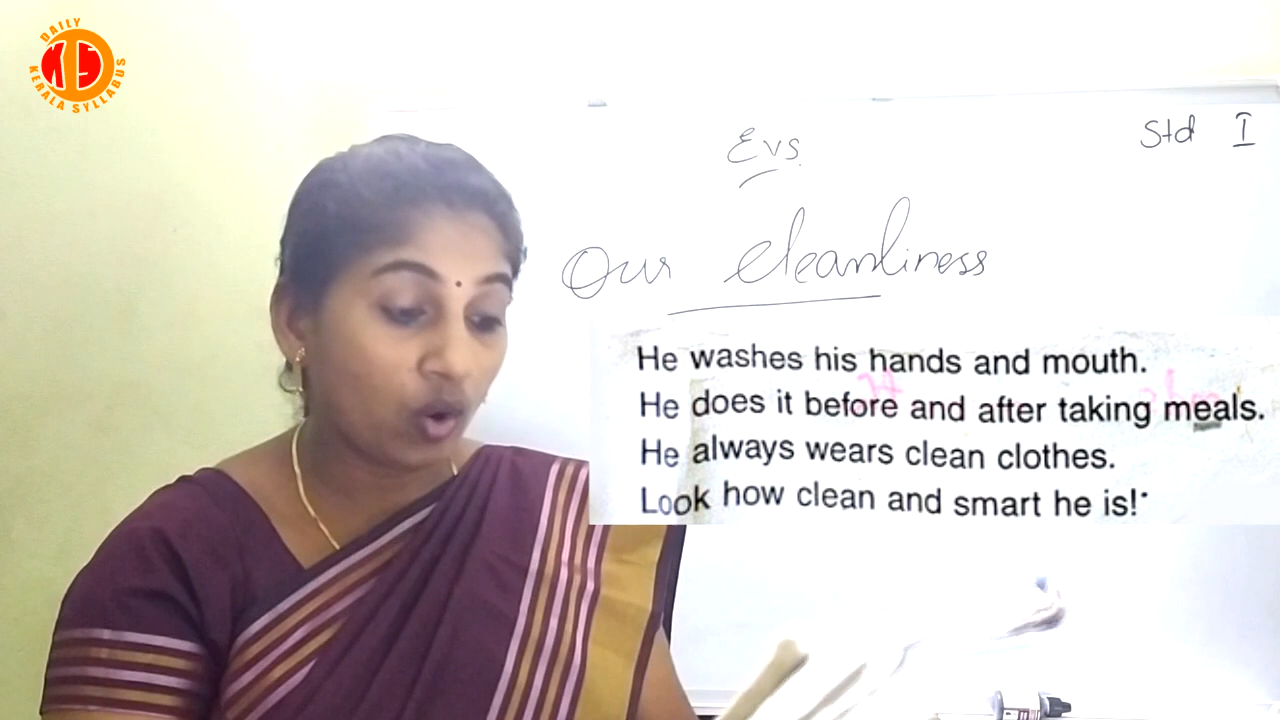 DAILY
KS
KERALA SYLLABUS
Evs.
Std I
Our cleanliness
He washes his hands and mouth.
He does it before and after taking meals.
He always wears clean clothes.
Look how clean and smart he is!